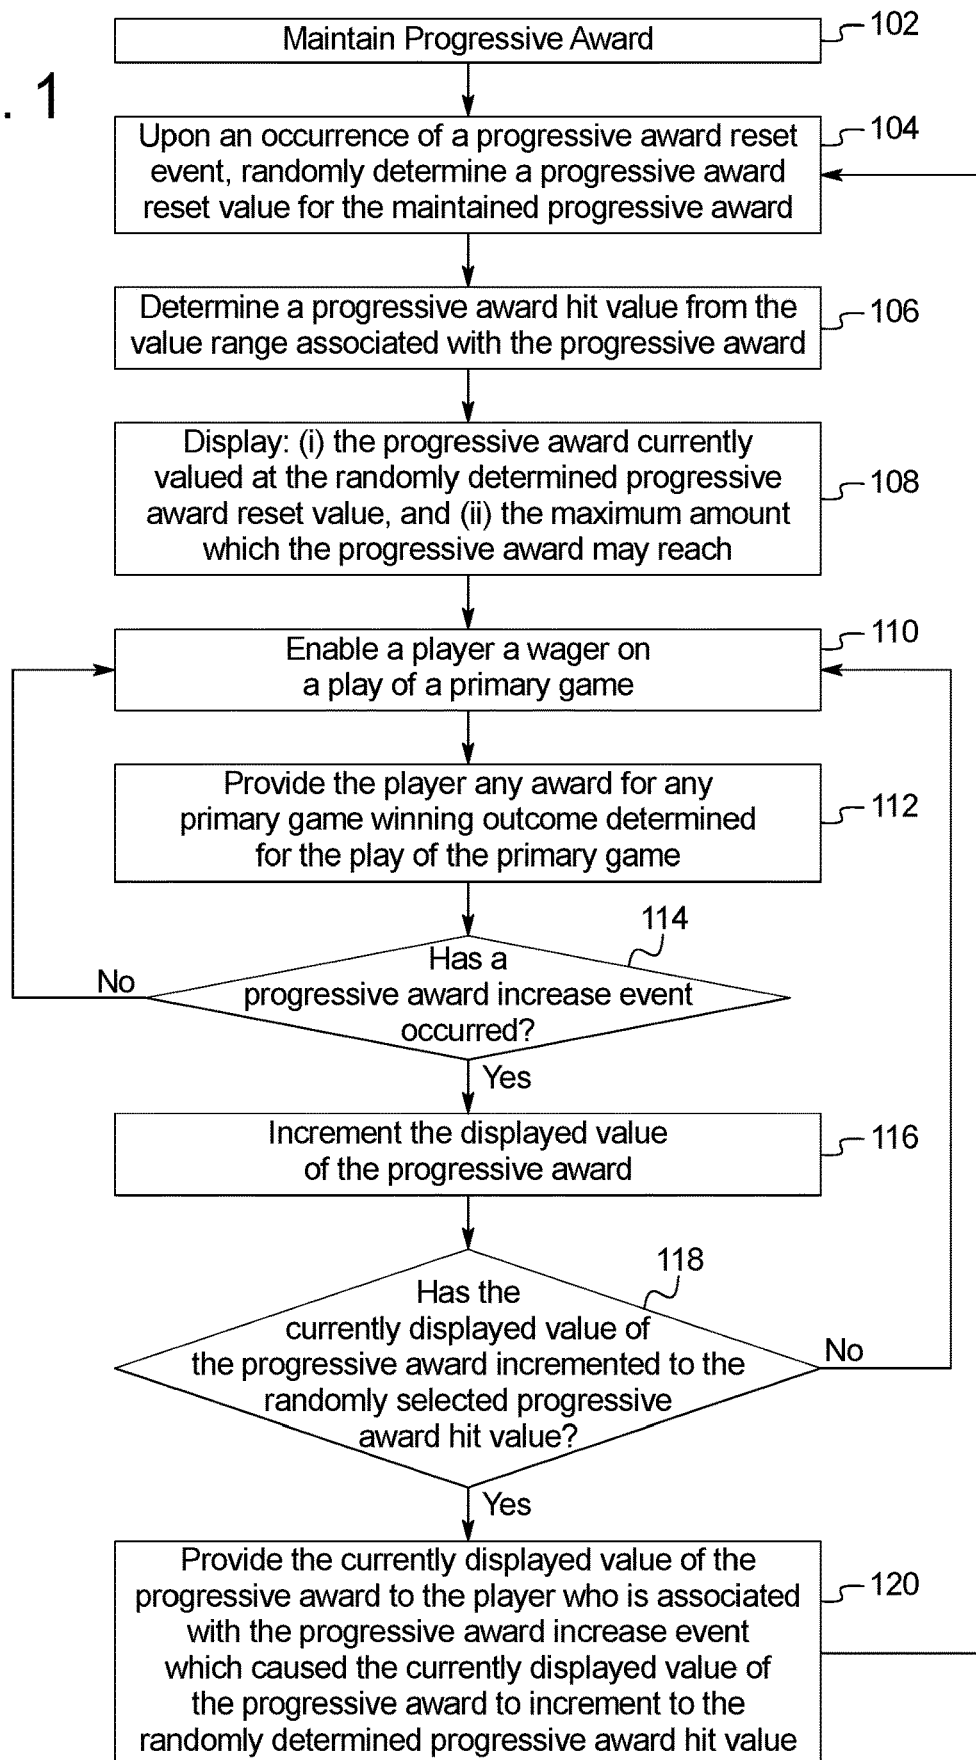 Maintain Progressive Award
102
. 1
Upon an occurrence of a progressive award reset
event, randomly determine a progressive award
reset value for the maintained progressive award
104
Determine a progressive award hit value from the
value range associated with the progressive award
106
Display: (i) the progressive award currently
valued at the randomly determined progressive
award reset value, and (ii) the maximum amount
which the progressive award may reach
108
Enable a player a wager on
a play of a primary game
110
Provide the player any award for any
primary game winning outcome determined
for the play of the primary game
112
114
Has a
progressive award increase event
occurred?
No
Yes
Increment the displayed value
of the progressive award
116
118
Has the
currently displayed value of
the progressive award incremented to the
randomly selected progressive
award hit value?
No
Yes
Provide the currently displayed value of the
progressive award to the player who is associated
with the progressive award increase event
which caused the currently displayed value of
the progressive award to increment to the
randomly determined progressive award hit value
120